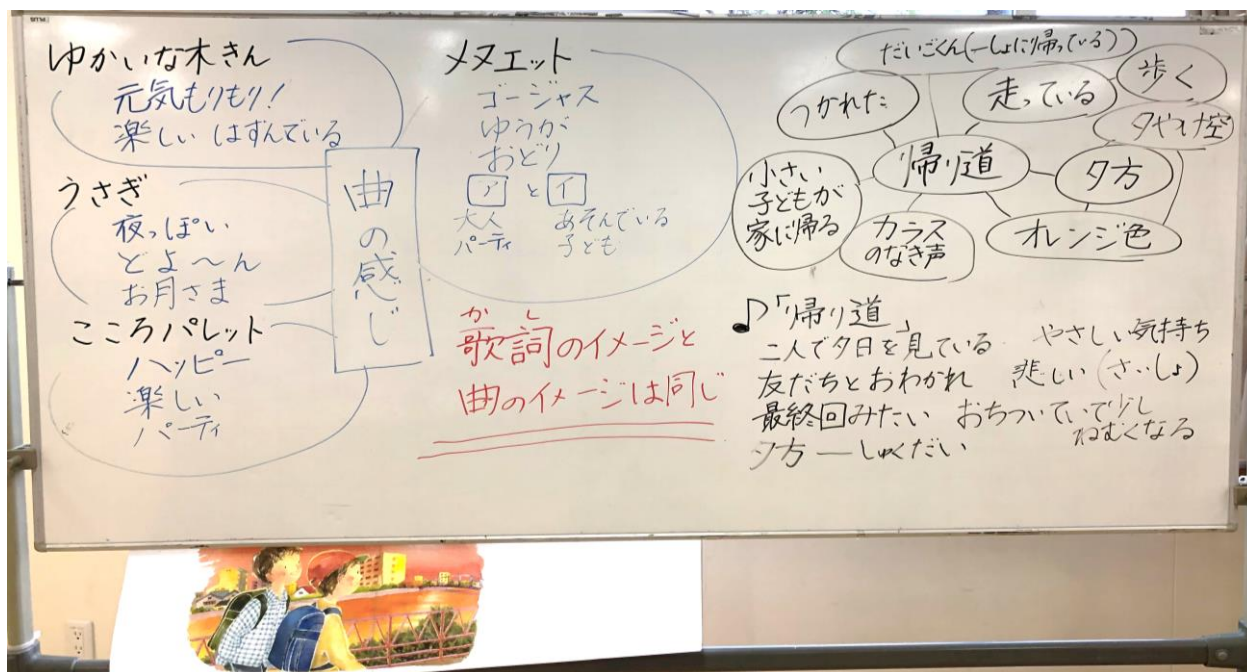 ゆかいな木きん
元気もりもり!
楽しい はずんでいる
うさぎ
夜っぽい
どよ〜ん
お月さま
こころパレット
ハッピー
楽しい
パーティ
曲の感じ
メヌエット
ゴージャス
ゆうが
おどり
ア と イ
大人 あそんでいる
パーティ 子ども
かし
歌詞のイメージと
曲のイメージは同じ
だいごくん(一しょに帰っている)
つかれた
走っている
歩く
夕やけ空
帰り道
夕方
小さい
子どもが
家に帰る
カラス
のなき声
オレンジ色
♪「帰り道」
二人で夕日を見ている やさしい気持ち
友だちとおわかれ 悲しい(さいしょ)
最終回みたい おちついていで少し
ねむくなる
夕方 ― しゅくだい